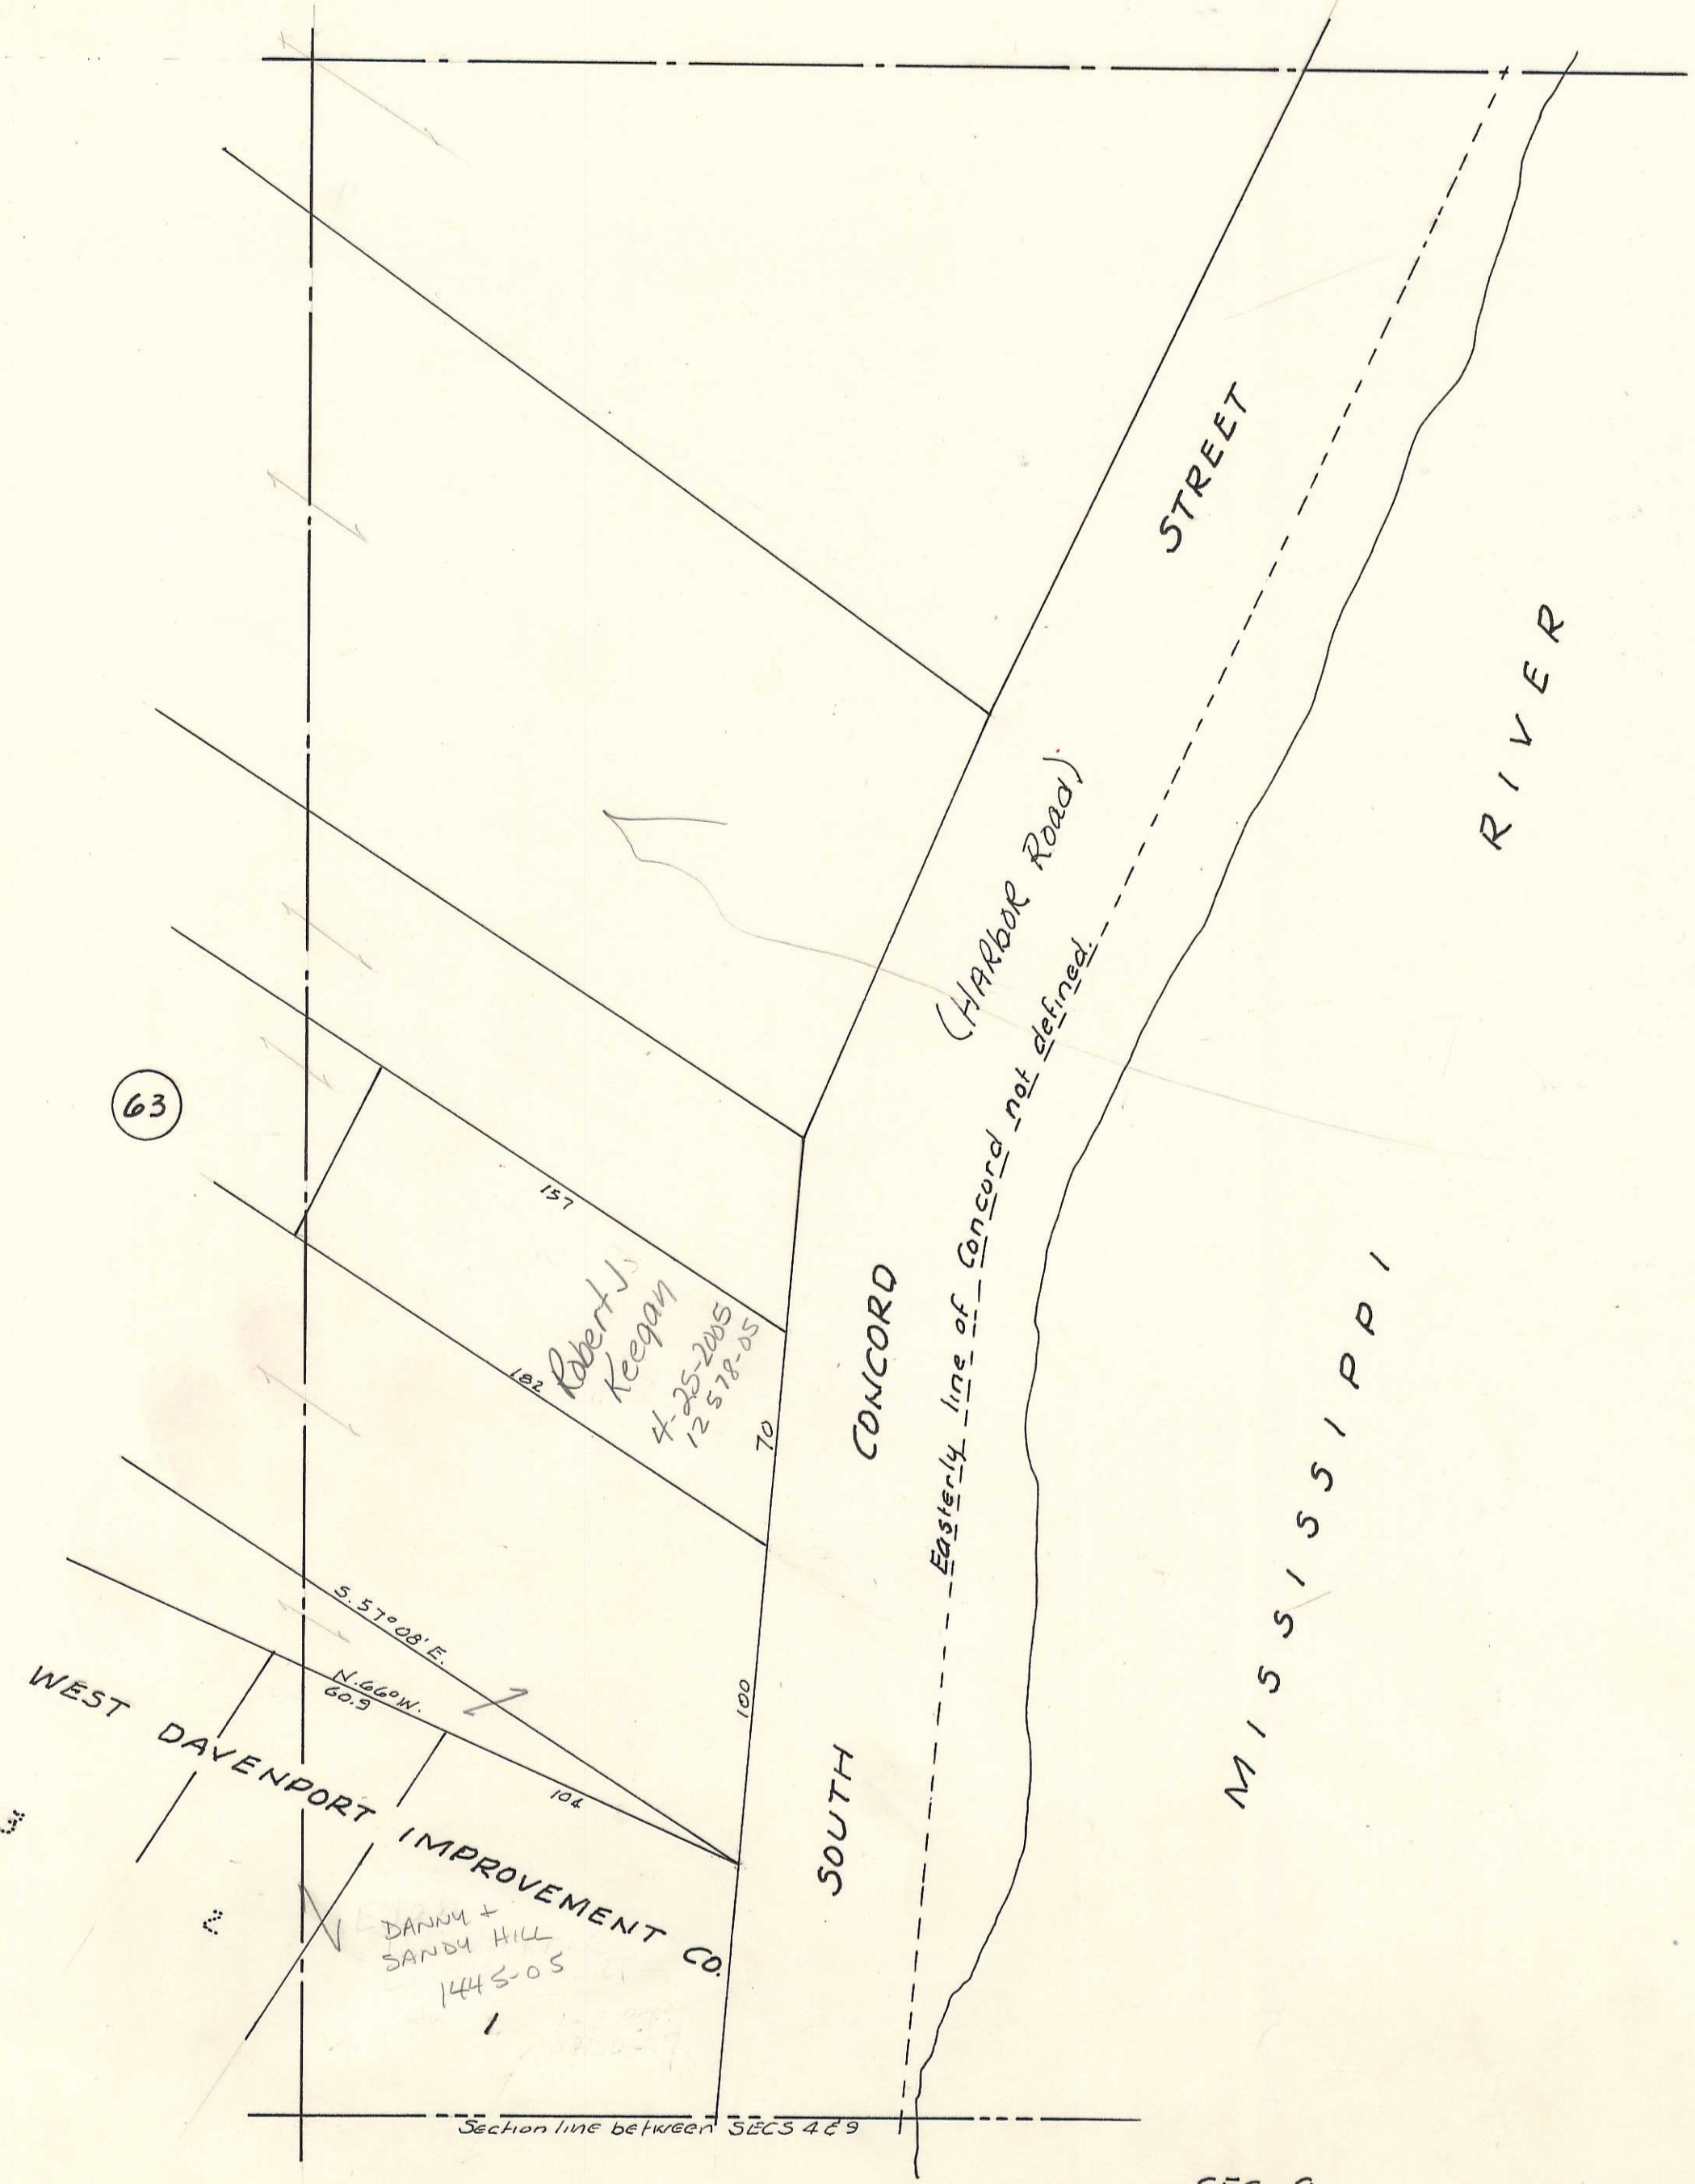 STREET
RIVER
(HARbOR Road)
63
157
Robert J.
Keegan
4-25-2005
12578-05
182
70
CONCORD
Easterly line of Concord not defined.
MISSISSIPPI
S. 57° 08' E.
N. 66° W.
60.9
100
104
WEST DAVENPORT IMPROVEMENT CO.
SOUTH
3
2
DANNY +
SANDY HILL
1445-05
1
Section line between SECS 4 & 9